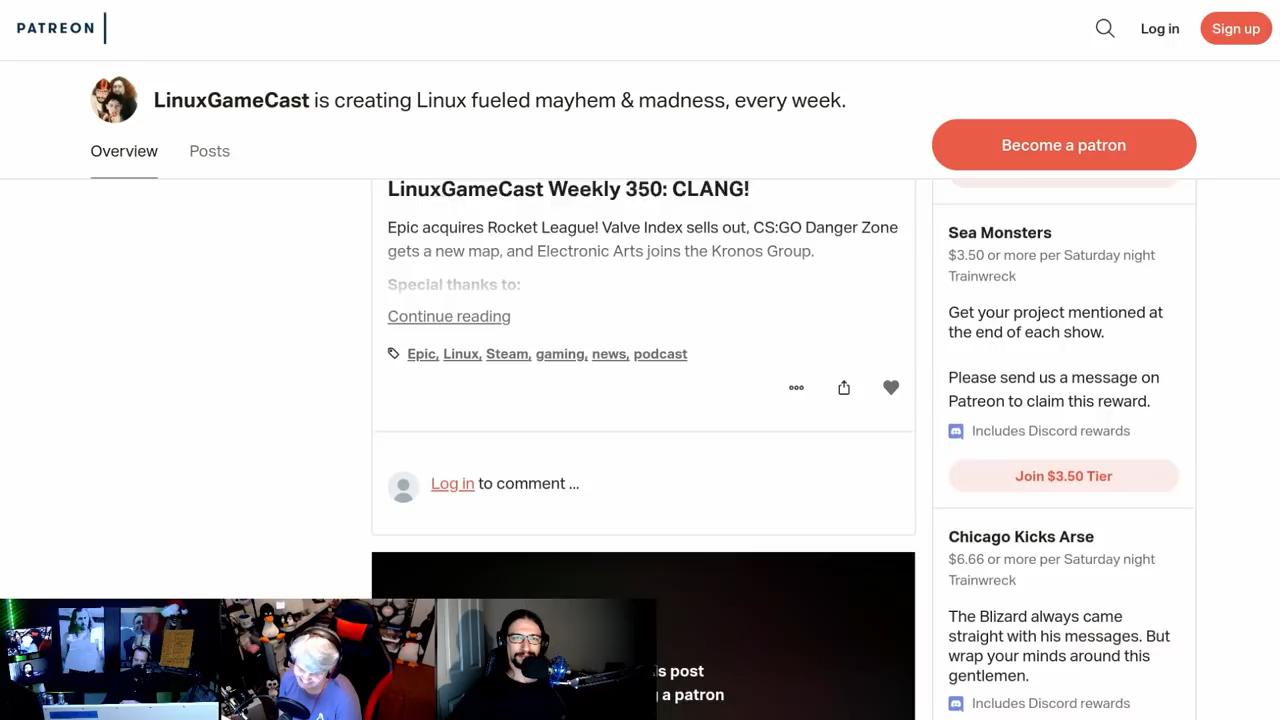 PATREON
Log in
Sign up
LinuxGameCast is creating Linux fueled mayhem & madness, every week.
Overview
Posts
Become a patron
LinuxGameCast Weekly 350: CLANG!
Epic acquires Rocket League! Valve Index sells out, CS:GO Danger Zone
gets a new map, and Electronic Arts joins the Kronos Group.
Special thanks to:
Continue reading
Epic, Linux, Steam, gaming, news, podcast
Log in to comment ...
s post
a patron
Sea Monsters
$3.50 or more per Saturday night
Trainwreck
Get your project mentioned at
the end of each show.
Please send us a message on
Patreon to claim this reward.
Includes Discord rewards
Join $3.50 Tier
Chicago Kicks Arse
$6.66 or more per Saturday night
Trainwreck
The Blizard always came
straight with his messages. But
wrap your minds around this
gentlemen.
Includes Discord rewards